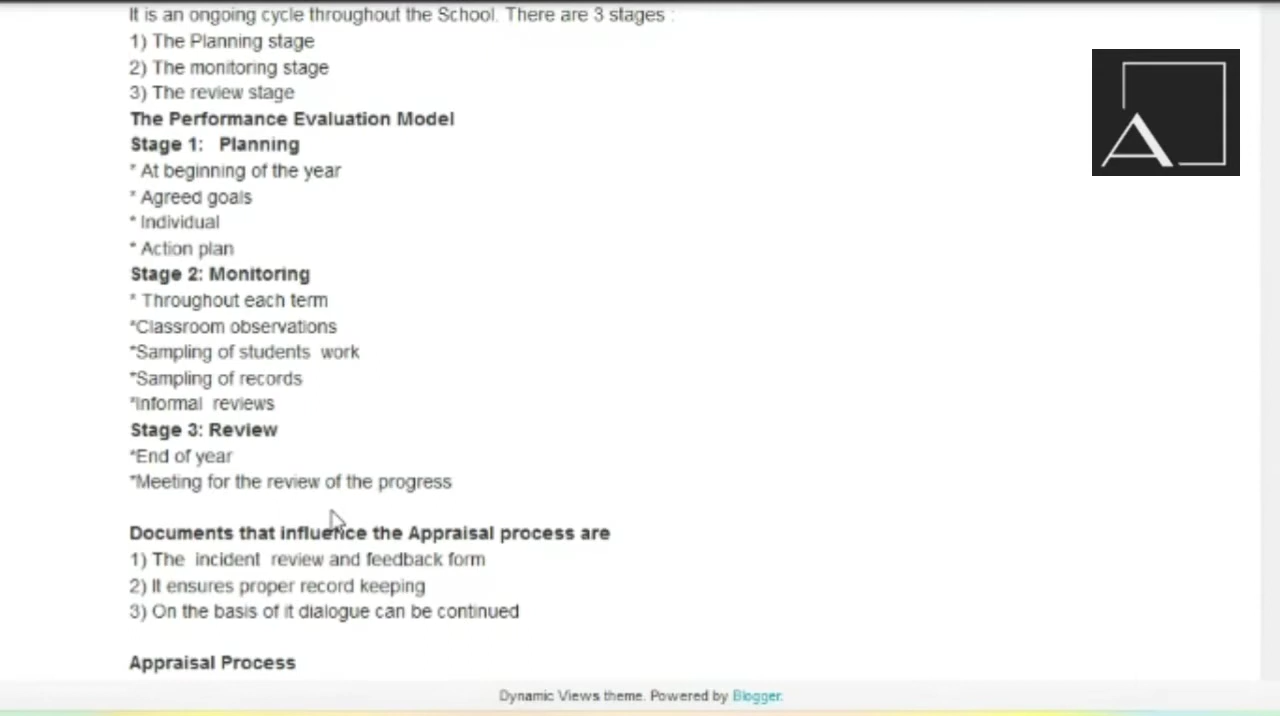 It is an ongoing cycle throughout the School. There are 3 stages :
1) The Planning stage
2) The monitoring stage
3) The review stage
The Performance Evaluation Model
Stage 1:   Planning
* At beginning of the year
* Agreed goals
* Individual
* Action plan
Stage 2: Monitoring
* Throughout each term
*Classroom observations
*Sampling of students  work
*Sampling of records
*Informal  reviews
Stage 3: Review
*End of year
*Meeting for the review of the progress
Documents that influence the Appraisal process are
1) The  incident  review and feedback form
2) It ensures proper record keeping
3) On the basis of it dialogue can be continued
Appraisal Process
Dynamic Views theme. Powered by Blogger.
A